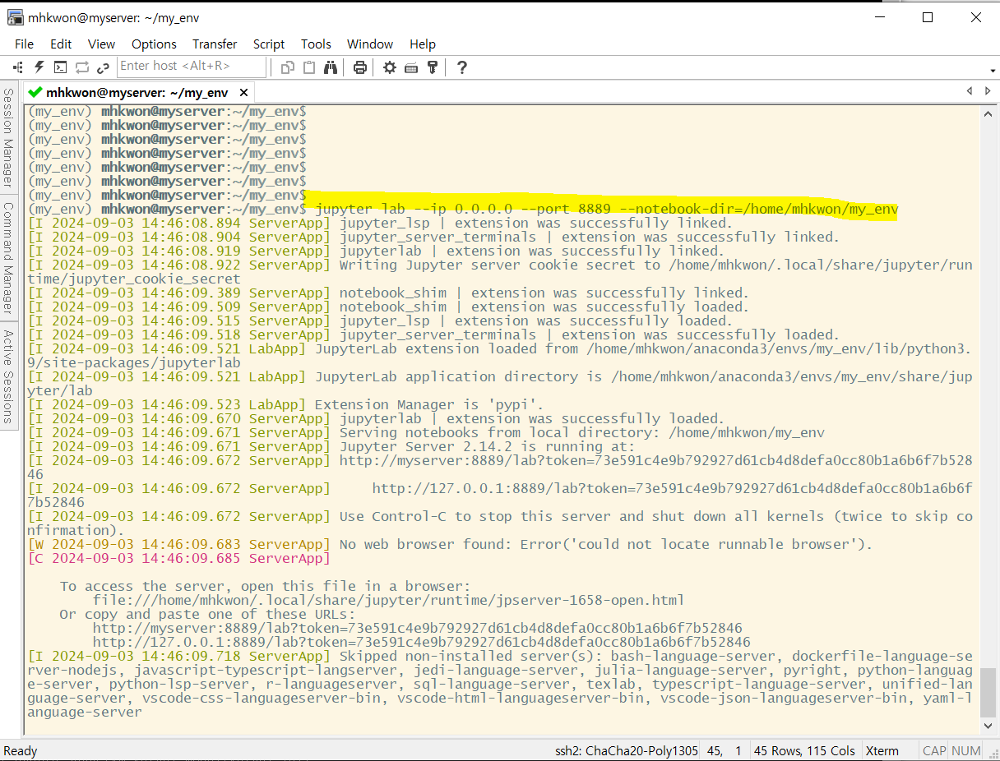 mhkwon@myserver: ~/my_env
File Edit View Options Transfer Script Tools Window Help
Enter host <Alt+R>
mhkwon@myserver: ~/my_env
Session Manager
Command Manager
Active Sessions
(my_env) mhkwon@myserver:~/my_env$
(my_env) mhkwon@myserver:~/my_env$
(my_env) mhkwon@myserver:~/my_env$
(my_env) mhkwon@myserver:~/my_env$
(my_env) mhkwon@myserver:~/my_env$
(my_env) mhkwon@myserver:~/my_env$
(my_env) mhkwon@myserver:~/my_env$
(my_env) mhkwon@myserver:~/my_env$ jupyter lab --ip 0.0.0.0 --port 8889 --notebook-dir=/home/mhkwon/my_env
[I 2024-09-03 14:46:08.894 ServerApp] jupyter_lsp | extension was successfully linked.
[I 2024-09-03 14:46:08.904 ServerApp] jupyter_server_terminals | extension was successfully linked.
[I 2024-09-03 14:46:08.919 ServerApp] jupyterlab | extension was successfully linked.
[I 2024-09-03 14:46:08.922 ServerApp] Writing Jupyter server cookie secret to /home/mhkwon/.local/share/jupyter/run
time/jupyter_cookie_secret
[I 2024-09-03 14:46:09.389 ServerApp] notebook_shim | extension was successfully linked.
[I 2024-09-03 14:46:09.509 ServerApp] notebook_shim | extension was successfully loaded.
[I 2024-09-03 14:46:09.515 ServerApp] jupyter_lsp | extension was successfully loaded.
[I 2024-09-03 14:46:09.518 ServerApp] jupyter_server_terminals | extension was successfully loaded.
[I 2024-09-03 14:46:09.521 LabApp] JupyterLab extension loaded from /home/mhkwon/anaconda3/envs/my_env/lib/python3.
9/site-packages/jupyterlab
[I 2024-09-03 14:46:09.521 LabApp] JupyterLab application directory is /home/mhkwon/anaconda3/envs/my_env/share/jup
yter/lab
[I 2024-09-03 14:46:09.523 LabApp] Extension Manager is 'pypi'.
[I 2024-09-03 14:46:09.670 ServerApp] jupyterlab | extension was successfully loaded.
[I 2024-09-03 14:46:09.671 ServerApp] Serving notebooks from local directory: /home/mhkwon/my_env
[I 2024-09-03 14:46:09.671 ServerApp] Jupyter Server 2.14.2 is running at:
[I 2024-09-03 14:46:09.672 ServerApp] http://myserver:8889/lab?token=73e591c4e9b792927d61cb4d8defa0cc80b1a6b6f7b528
46
[I 2024-09-03 14:46:09.672 ServerApp]     http://127.0.0.1:8889/lab?token=73e591c4e9b792927d61cb4d8defa0cc80b1a6b6f
7b52846
[I 2024-09-03 14:46:09.672 ServerApp] Use Control-C to stop this server and shut down all kernels (twice to skip co
nfirmation).
[W 2024-09-03 14:46:09.683 ServerApp] No web browser found: Error('could not locate runnable browser').
[C 2024-09-03 14:46:09.685 ServerApp]
To access the server, open this file in a browser:
file:///home/mhkwon/.local/share/jupyter/runtime/jpserver-1658-open.html
Or copy and paste one of these URLs:
http://myserver:8889/lab?token=73e591c4e9b792927d61cb4d8defa0cc80b1a6b6f7b52846
http://127.0.0.1:8889/lab?token=73e591c4e9b792927d61cb4d8defa0cc80b1a6b6f7b52846
[I 2024-09-03 14:46:09.718 ServerApp] Skipped non-installed server(s): bash-language-server, dockerfile-language-se
rver-nodejs, javascript-typescript-langserver, jedi-language-server, julia-language-server, pyright, python-languag
e-server, python-lsp-server, r-languageserver, sql-language-server, texlab, typescript-language-server, unified-lan
guage-server, vscode-css-languageserver-bin, vscode-html-languageserver-bin, vscode-json-languageserver-bin, yaml-l
anguage-server
Ready ssh2: ChaCha20-Poly1305 45, 1 45 Rows, 115 Cols Xterm CAP NUM